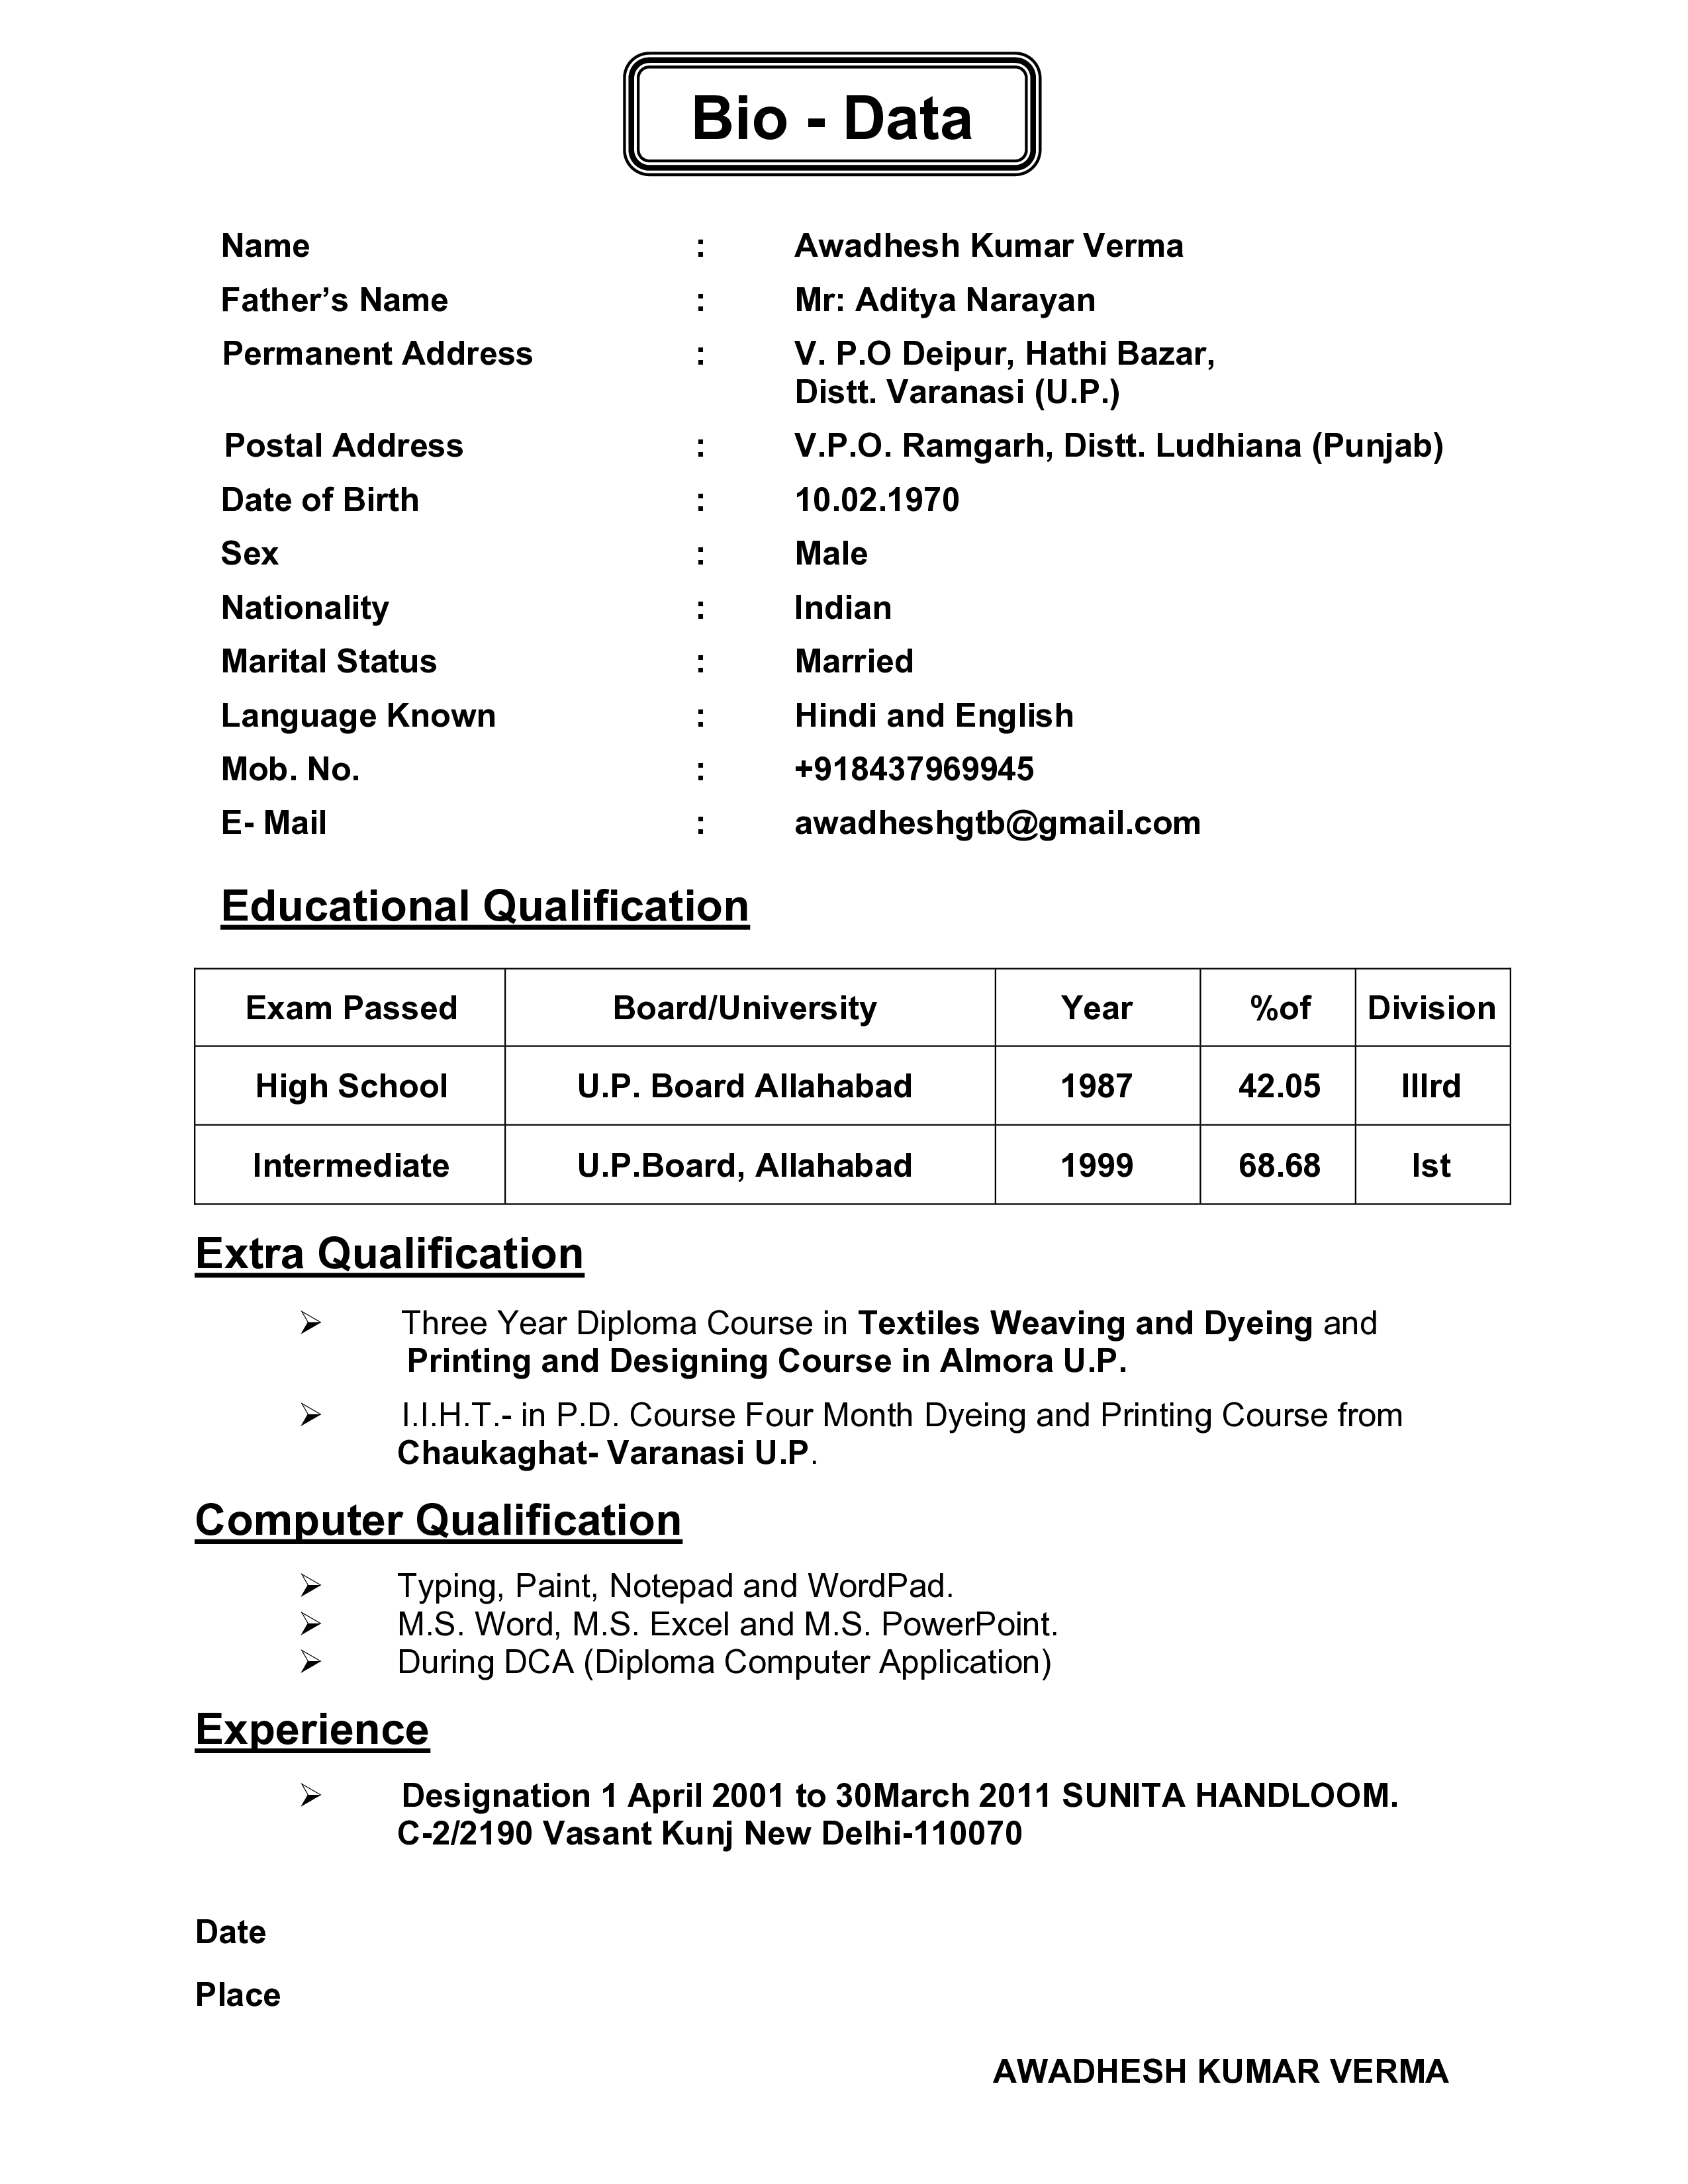 Bio - Data
Name : Awadhesh Kumar Verma
Father’s Name : Mr: Aditya Narayan
Permanent Address : V. P.O Deipur, Hathi Bazar,
Distt. Varanasi (U.P.)
Postal Address : V.P.O. Ramgarh, Distt. Ludhiana (Punjab)
Date of Birth : 10.02.1970
Sex : Male
Nationality : Indian
Marital Status : Married
Language Known : Hindi and English
Mob. No. : +918437969945
E- Mail : awadheshgtb@gmail.com
Educational Qualification
Exam Passed Board/University Year %of Division
High School U.P. Board Allahabad 1987 42.05 IIIrd
Intermediate U.P.Board, Allahabad 1999 68.68 Ist
Extra Qualification
➢ Three Year Diploma Course in Textiles Weaving and Dyeing and
Printing and Designing Course in Almora U.P.
➢ I.I.H.T.- in P.D. Course Four Month Dyeing and Printing Course from
Chaukaghat- Varanasi U.P.
Computer Qualification
➢ Typing, Paint, Notepad and WordPad.
➢ M.S. Word, M.S. Excel and M.S. PowerPoint.
➢ During DCA (Diploma Computer Application)
Experience
➢ Designation 1 April 2001 to 30March 2011 SUNITA HANDLOOM.
C-2/2190 Vasant Kunj New Delhi-110070
Date
Place
AWADHESH KUMAR VERMA